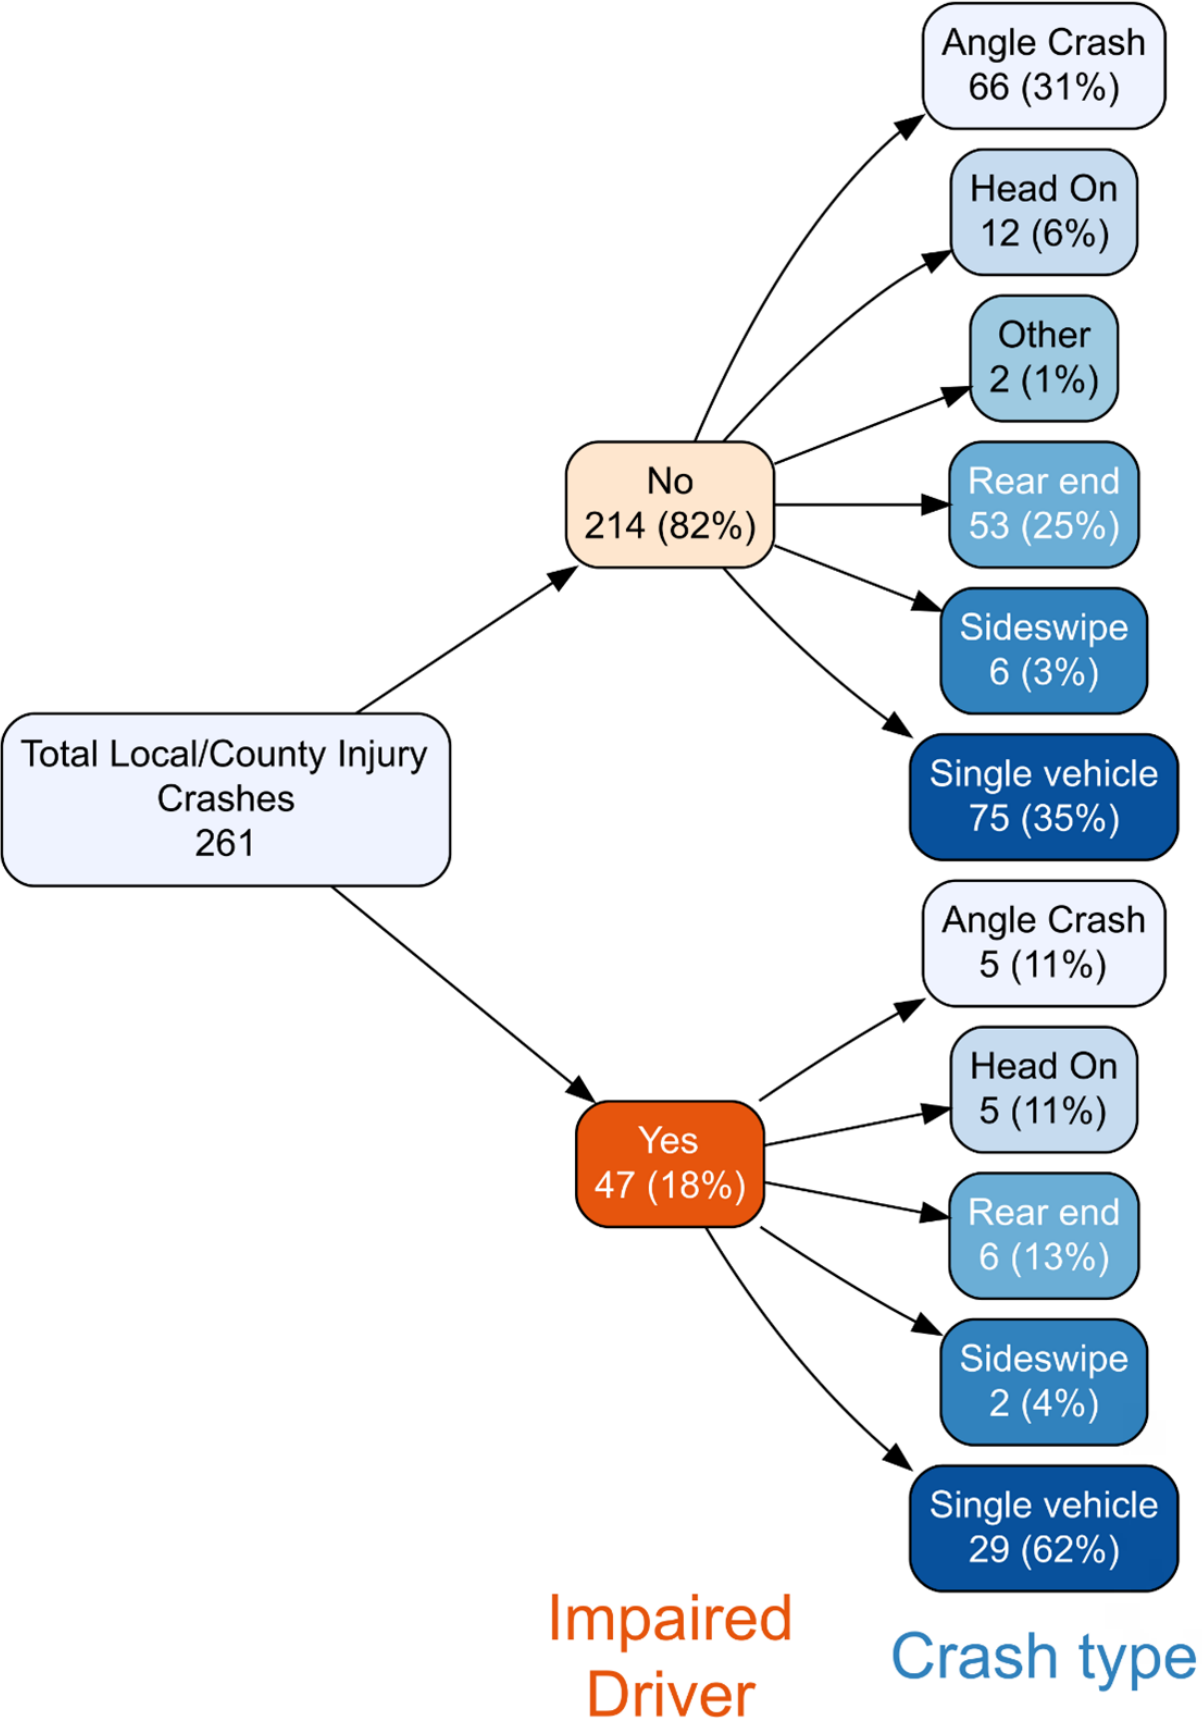 Angle Crash
66 (31%)
Head On
12 (6%)
Other
2 (1%)
No
214 (82%)
Rear end
53 (25%)
Sideswipe
6 (3%)
Total Local/County Injury
Crashes
261
Single vehicle
75 (35%)
Angle Crash
5 (11%)
Head On
5 (11%)
Yes
47 (18%)
Rear end
6 (13%)
Sideswipe
2 (4%)
Single vehicle
29 (62%)
Impaired
Driver
Crash type